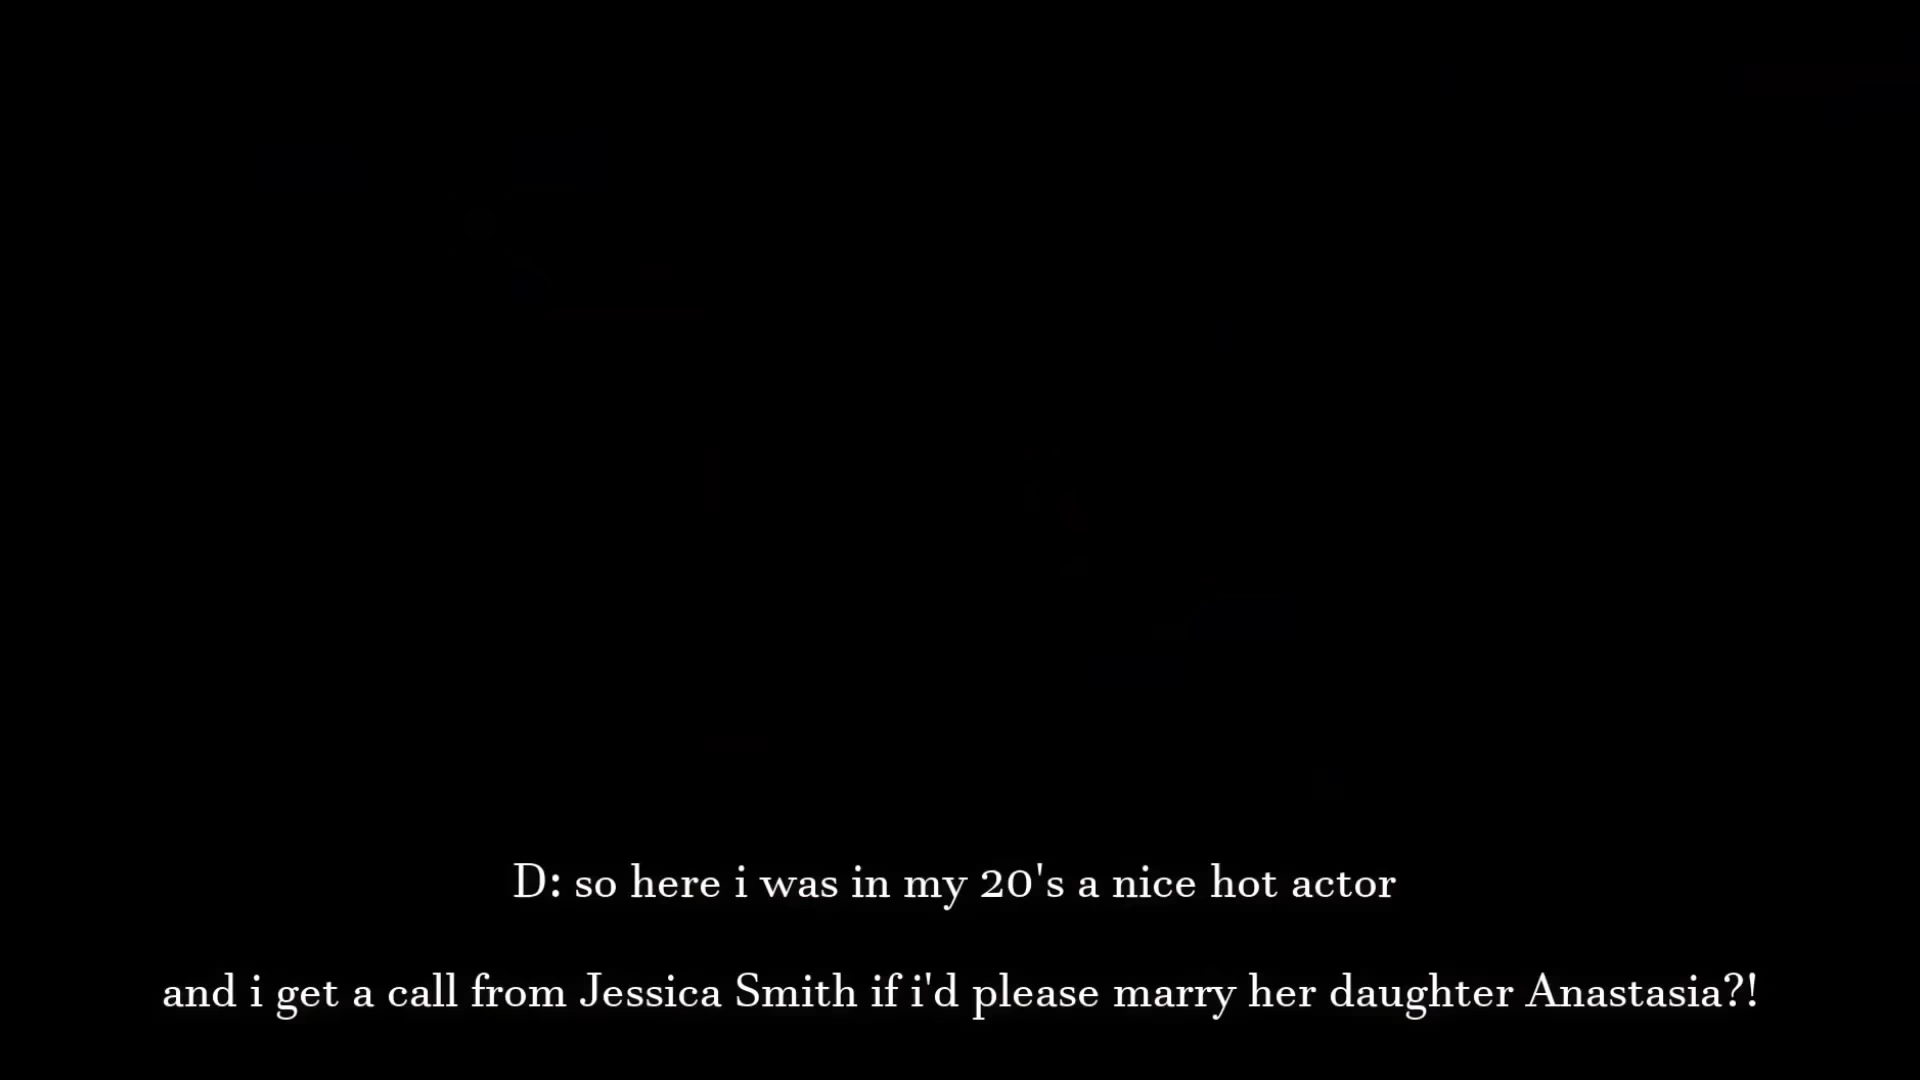 D: so here i was in my 20's a nice hot actor
and i get a call from Jessica Smith if i'd please marry her daughter Anastasia?!